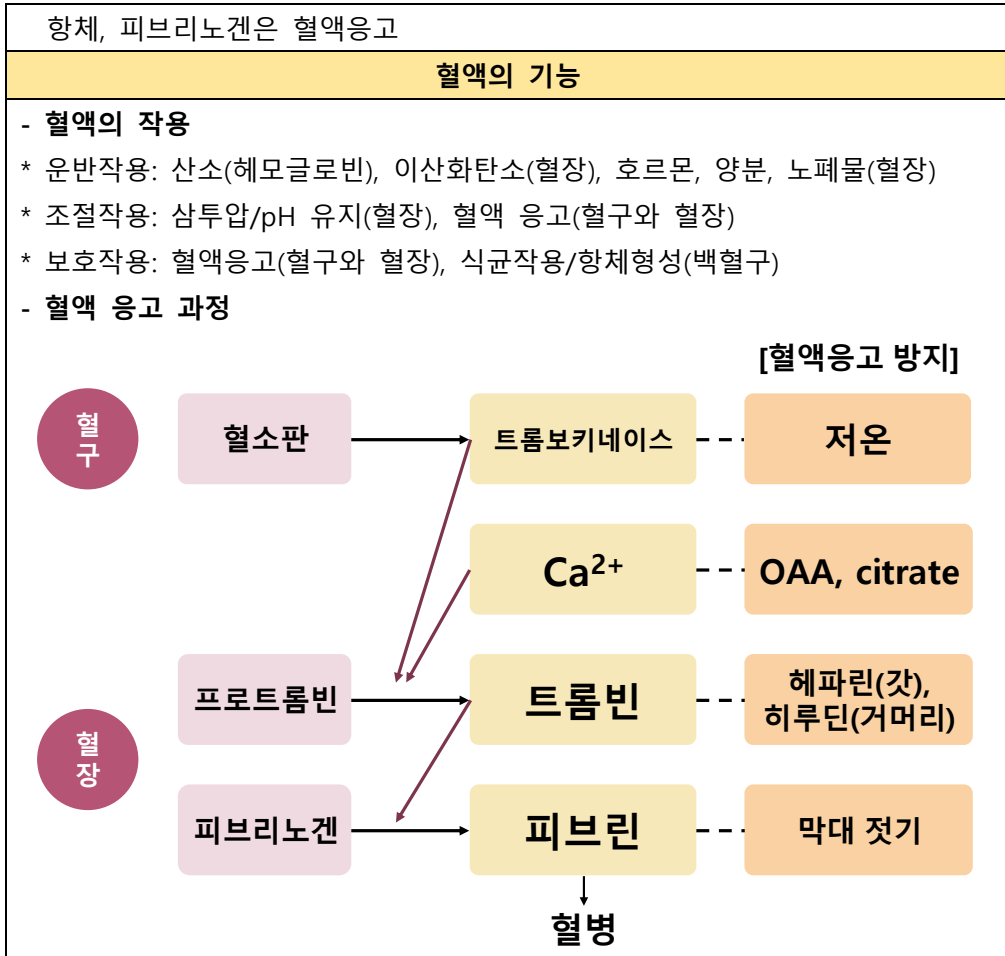 항체, 피브리노겐은 혈액응고
혈액의 기능
- 혈액의 작용
* 운반작용: 산소(헤모글로빈), 이산화탄소(혈장), 호르몬, 양분, 노폐물(혈장)
* 조절작용: 삼투압/pH 유지(혈장), 혈액 응고(혈구와 혈장)
* 보호작용: 혈액응고(혈구와 혈장), 식균작용/항체형성(백혈구)
- 혈액 응고 과정
[혈액응고 방지]
혈
구
혈소판
트롬보키네이스
저온
Ca²⁺
OAA, citrate
혈
장
프로트롬빈
트롬빈
헤파린(갓),
히루딘(거머리)
피브리노겐
피브린
막대 젓기
혈병